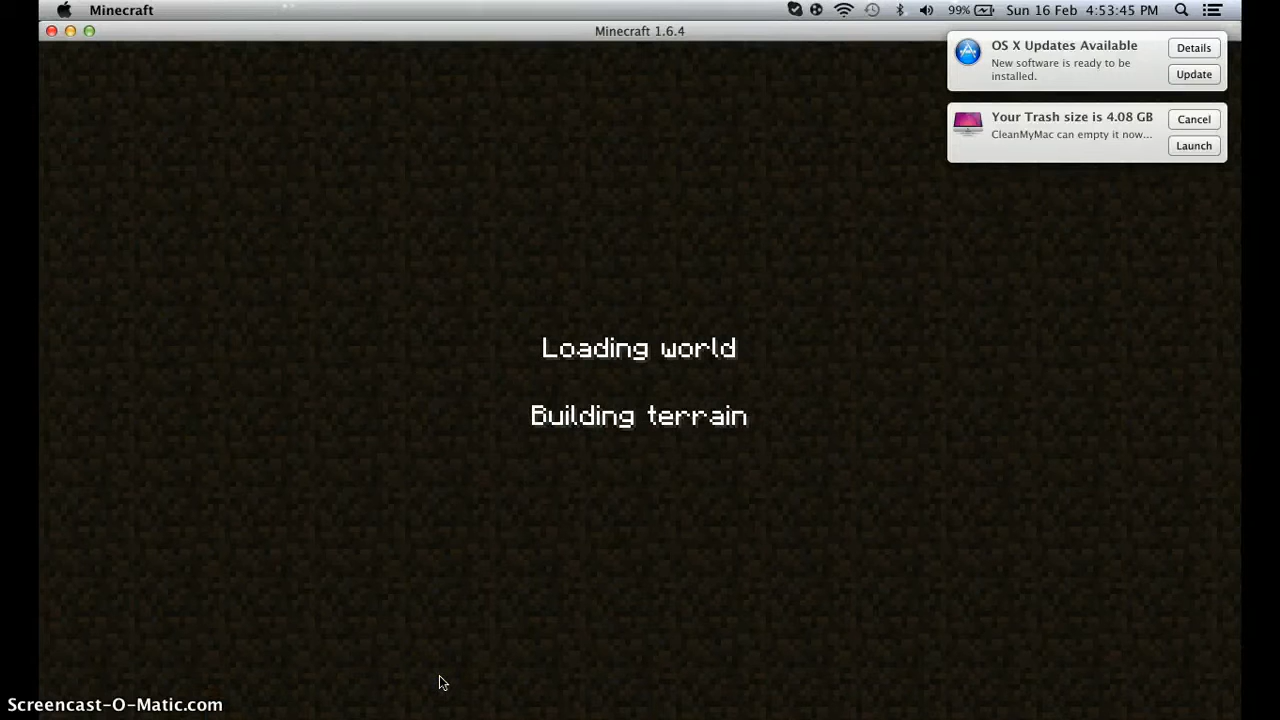 Minecraft
99%
Sun 16 Feb 4:53:45 PM
Minecraft 1.6.4
OS X Updates Available
New software is ready to be
installed.
Details
Update
Your Trash size is 4.08 GB
CleanMyMac can empty it now...
Cancel
Launch
Loading world
Building terrain
Screencast-O-Matic.com